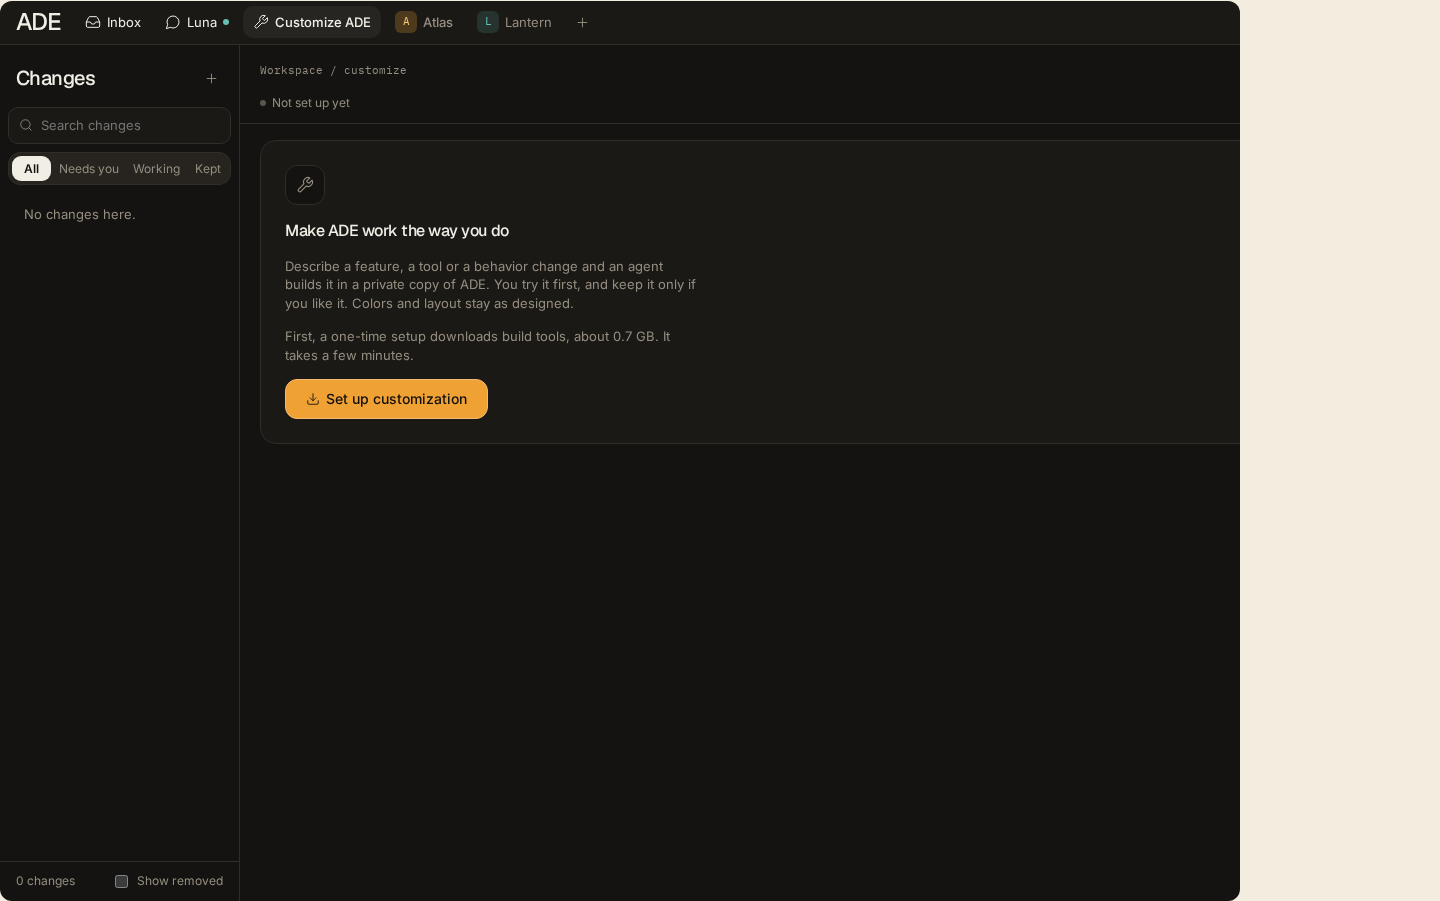 ADE Inbox Luna Customize ADE A Atlas L Lantern +
Changes +
Search changes
All Needs you Working Kept
No changes here.
0 changes Show removed
Workspace / customize
Not set up yet
Make ADE work the way you do
Describe a feature, a tool or a behavior change and an agent
builds it in a private copy of ADE. You try it first, and keep it only if
you like it. Colors and layout stay as designed.
First, a one-time setup downloads build tools, about 0.7 GB. It
takes a few minutes.
Set up customization